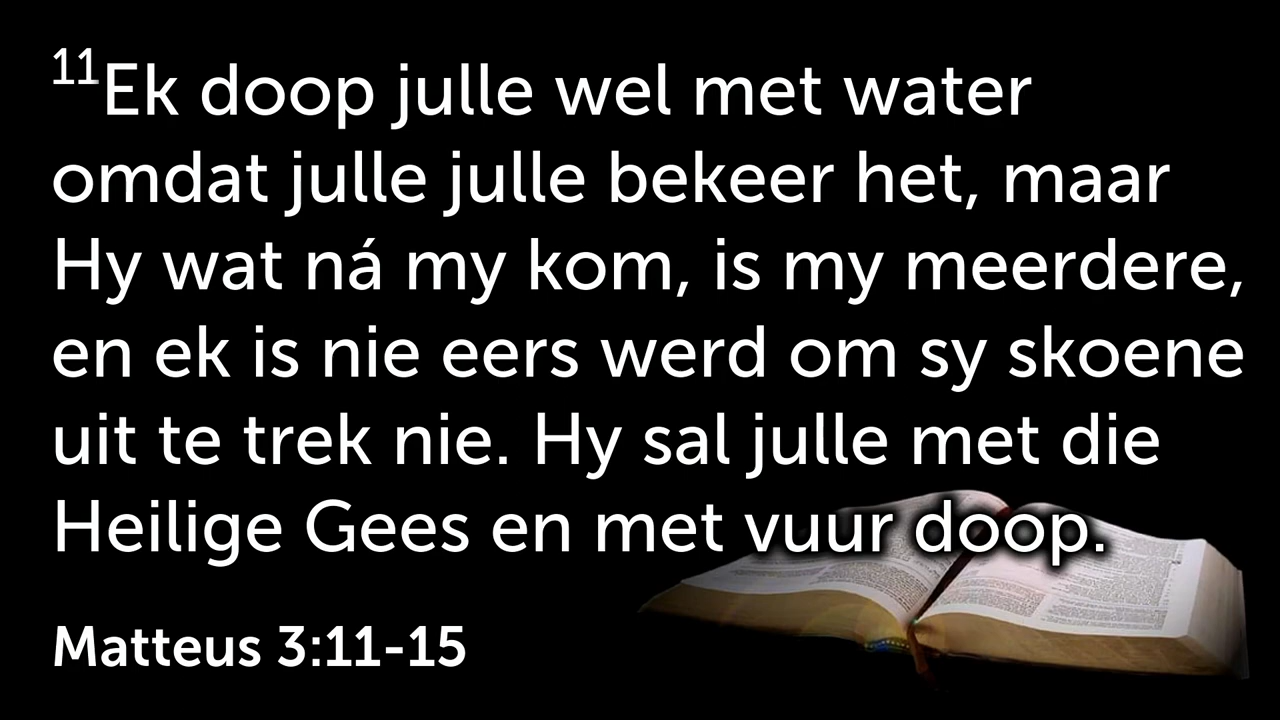 ¹¹Ek doop julle wel met water
omdat julle julle bekeer het, maar
Hy wat ná my kom, is my meerdere,
en ek is nie eers werd om sy skoene
uit te trek nie. Hy sal julle met die
Heilige Gees en met vuur doop.
Matteus 3:11-15